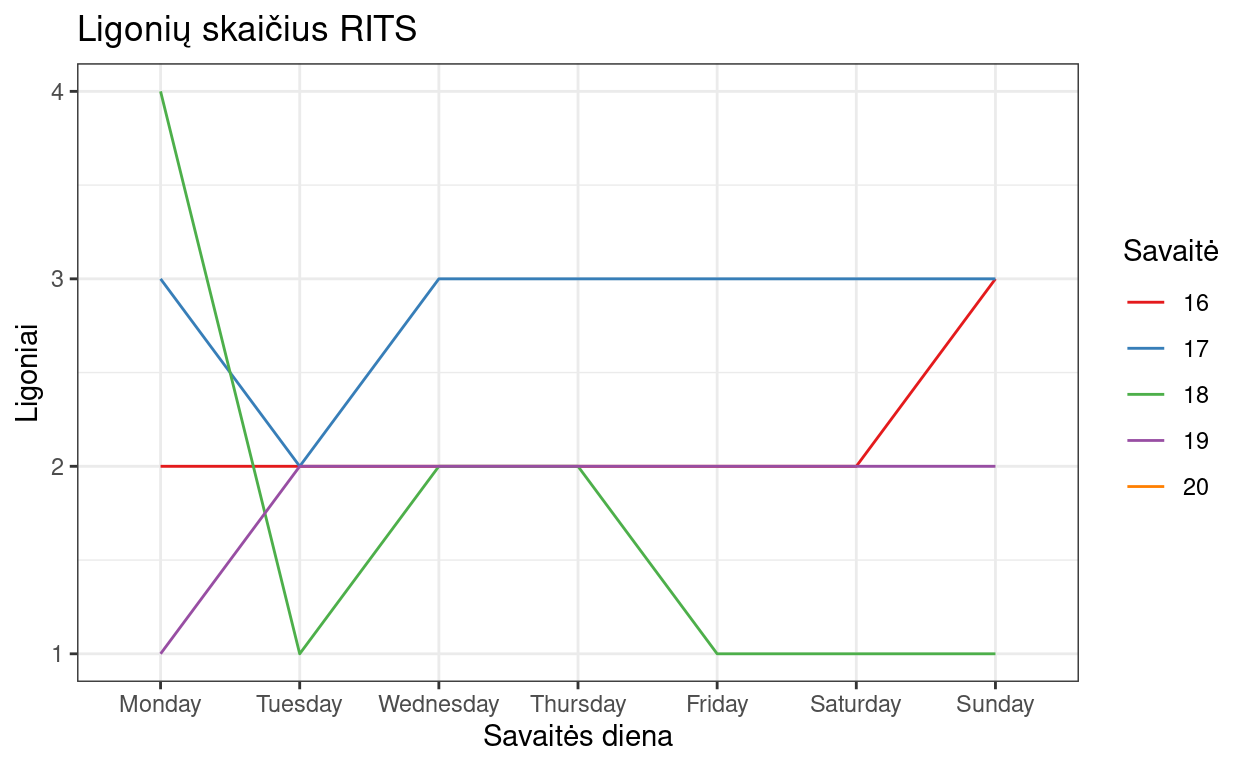 Ligonių skaičius RITS
4
3
2
1
Ligoniai
Monday Tuesday Wednesday Thursday Friday Saturday Sunday
Savaitės diena
Savaitė
16
17
18
19
20